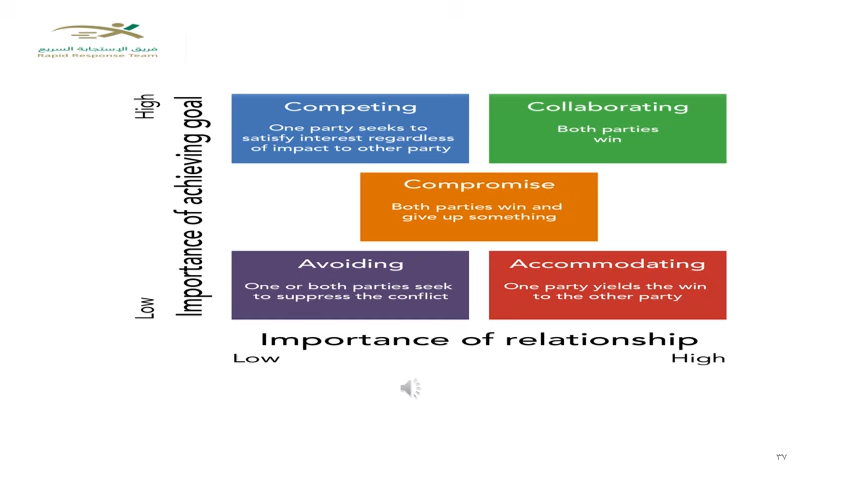 فريق الإستجابة السريع
Rapid Response Team
High
Importance of achieving goal
Low
Competing
One party seeks to
satisfy interest regardless
of impact to other party
Collaborating
Both parties
win
Compromise
Both parties win and
give up something
Avoiding
One or both parties seek
to suppress the conflict
Accommodating
One party yields the win
to the other party
Importance of relationship
Low
High
٣٧